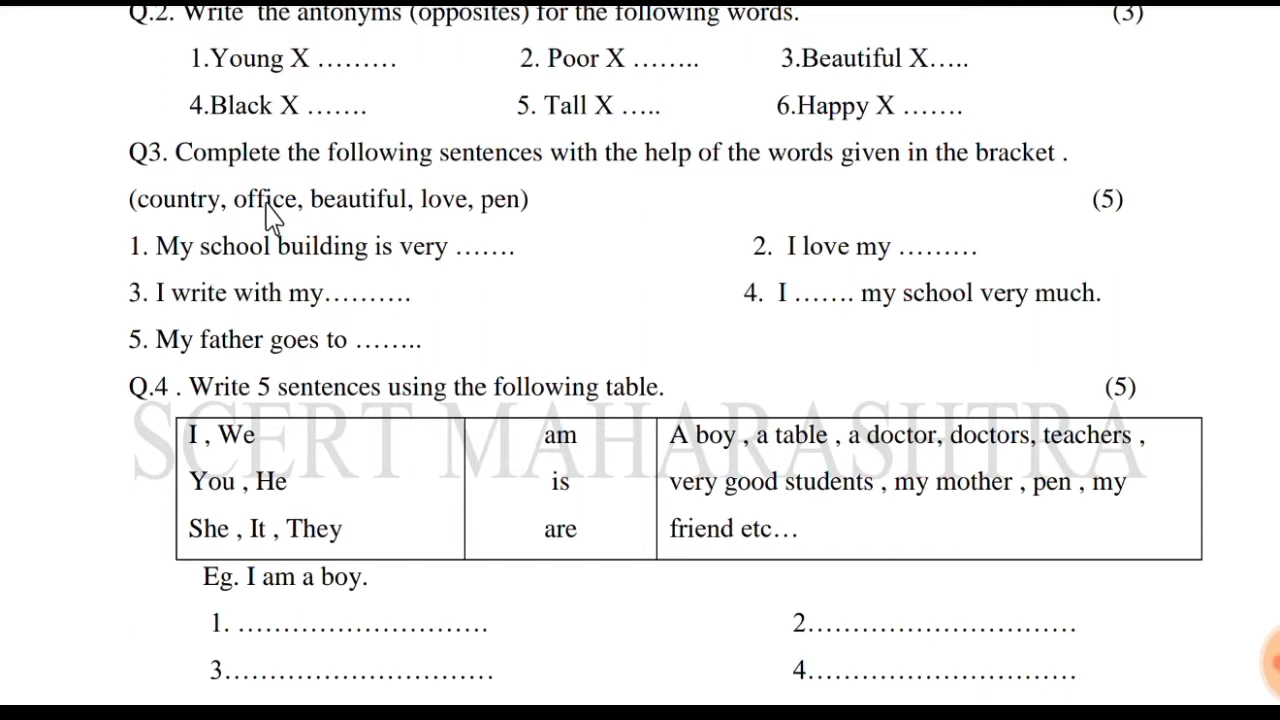 Q.2. Write the antonyms (opposites) for the following words. (3)
1.Young X ……… 2. Poor X …….. 3.Beautiful X…..
4.Black X ……. 5. Tall X ….. 6.Happy X …….
Q3. Complete the following sentences with the help of the words given in the bracket .
(country, office, beautiful, love, pen) (5)
1. My school building is very ……. 2. I love my ………
3. I write with my………. 4. I ……. my school very much.
5. My father goes to ……..
Q.4 . Write 5 sentences using the following table. (5)
SCERT MAHARASHTRA
I , We am A boy , a table , a doctor, doctors, teachers ,
You , He is very good students , my mother , pen , my
She , It , They are friend etc…
Eg. I am a boy.
1. ………………………. 2…………………………
3………………………… 4…………………………